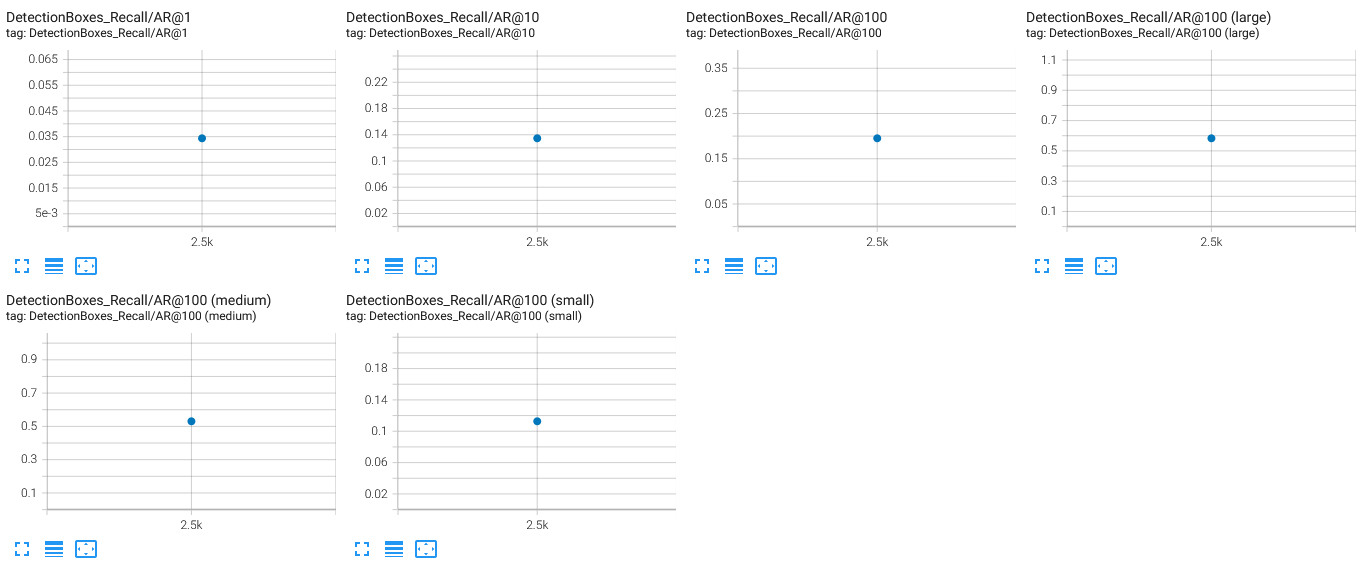 DetectionBoxes_Recall/AR@1
tag: DetectionBoxes_Recall/AR@1
0.065
0.055
0.045
0.035
0.025
0.015
5e-3
2.5k
DetectionBoxes_Recall/AR@10
tag: DetectionBoxes_Recall/AR@10
0.22
0.18
0.14
0.1
0.06
0.02
2.5k
DetectionBoxes_Recall/AR@100
tag: DetectionBoxes_Recall/AR@100
0.35
0.25
0.15
0.05
2.5k
DetectionBoxes_Recall/AR@100 (large)
tag: DetectionBoxes_Recall/AR@100 (large)
1.1
0.9
0.7
0.5
0.3
0.1
2.5k
DetectionBoxes_Recall/AR@100 (medium)
tag: DetectionBoxes_Recall/AR@100 (medium)
0.9
0.7
0.5
0.3
0.1
2.5k
DetectionBoxes_Recall/AR@100 (small)
tag: DetectionBoxes_Recall/AR@100 (small)
0.18
0.14
0.1
0.06
0.02
2.5k